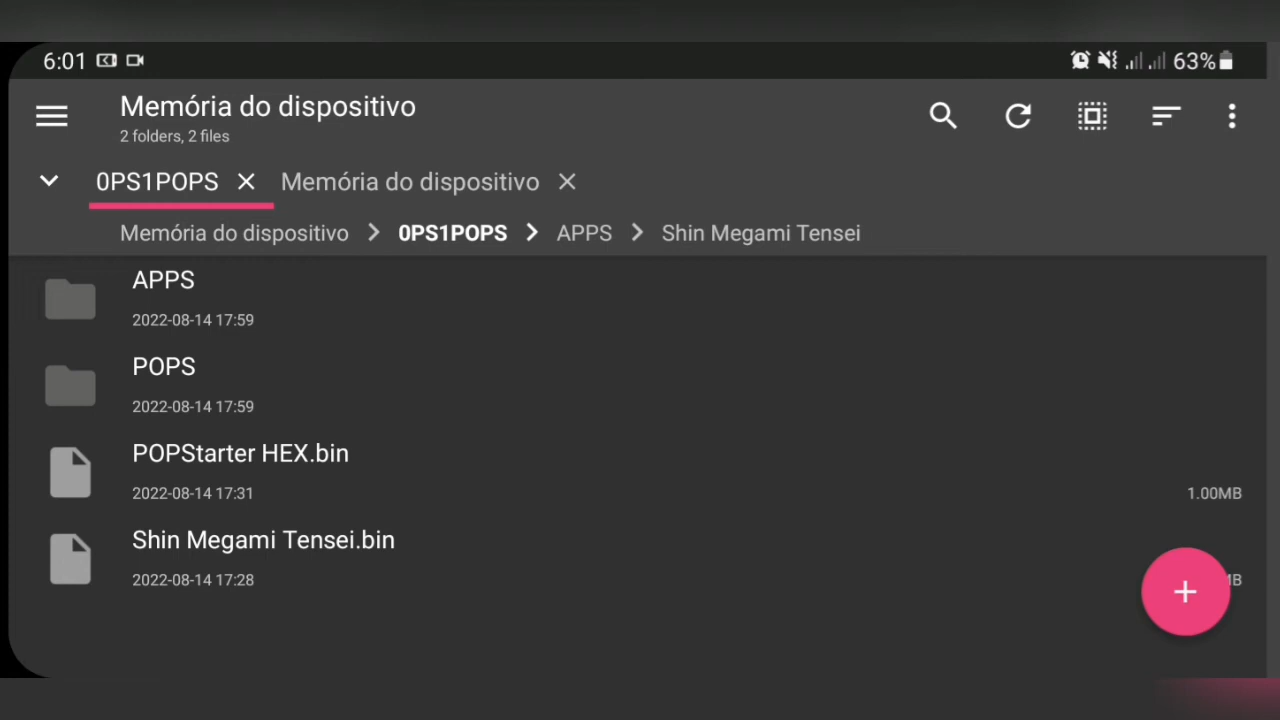 6:01 63%
Memória do dispositivo
2 folders, 2 files
0PS1POPS Memória do dispositivo
Memória do dispositivo > 0PS1POPS > APPS > Shin Megami Tensei
APPS
2022-08-14 17:59
POPS
2022-08-14 17:59
POPStarter HEX.bin
2022-08-14 17:31 1.00MB
Shin Megami Tensei.bin
2022-08-14 17:28